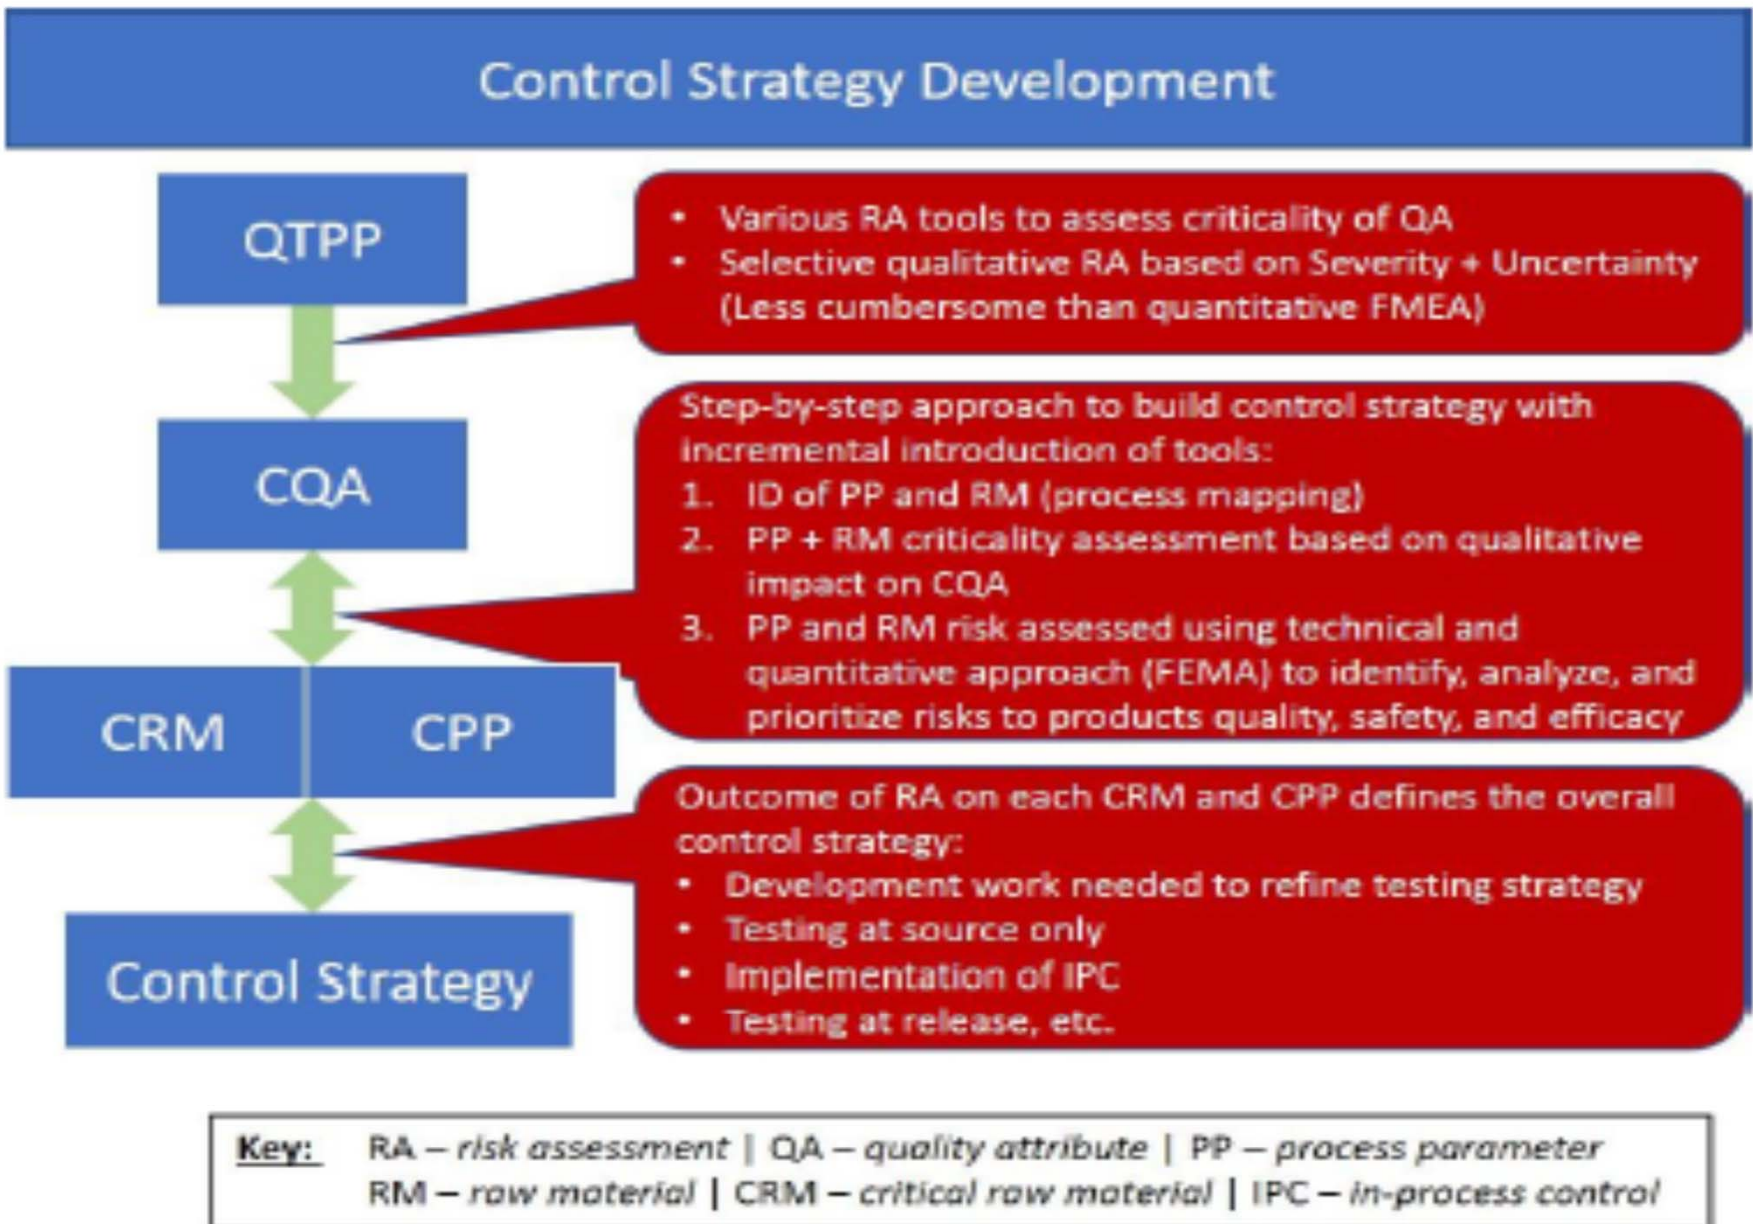 Control Strategy Development
QTPP
• Various RA tools to assess criticality of QA
• Selective qualitative RA based on Severity + Uncertainty
(Less cumbersome than quantitative FMEA)
CQA
Step-by-step approach to build control strategy with
incremental introduction of tools:
1. ID of PP and RM (process mapping)
2. PP + RM criticality assessment based on qualitative
impact on CQA
3. PP and RM risk assessed using technical and
quantitative approach (FEMA) to identify, analyze, and
prioritize risks to products quality, safety, and efficacy
CRM
CPP
Outcome of RA on each CRM and CPP defines the overall
control strategy:
• Development work needed to refine testing strategy
• Testing at source only
• Implementation of IPC
• Testing at release, etc.
Control Strategy
Key: RA – risk assessment | QA – quality attribute | PP – process parameter
RM – raw material | CRM – critical raw material | IPC – in-process control